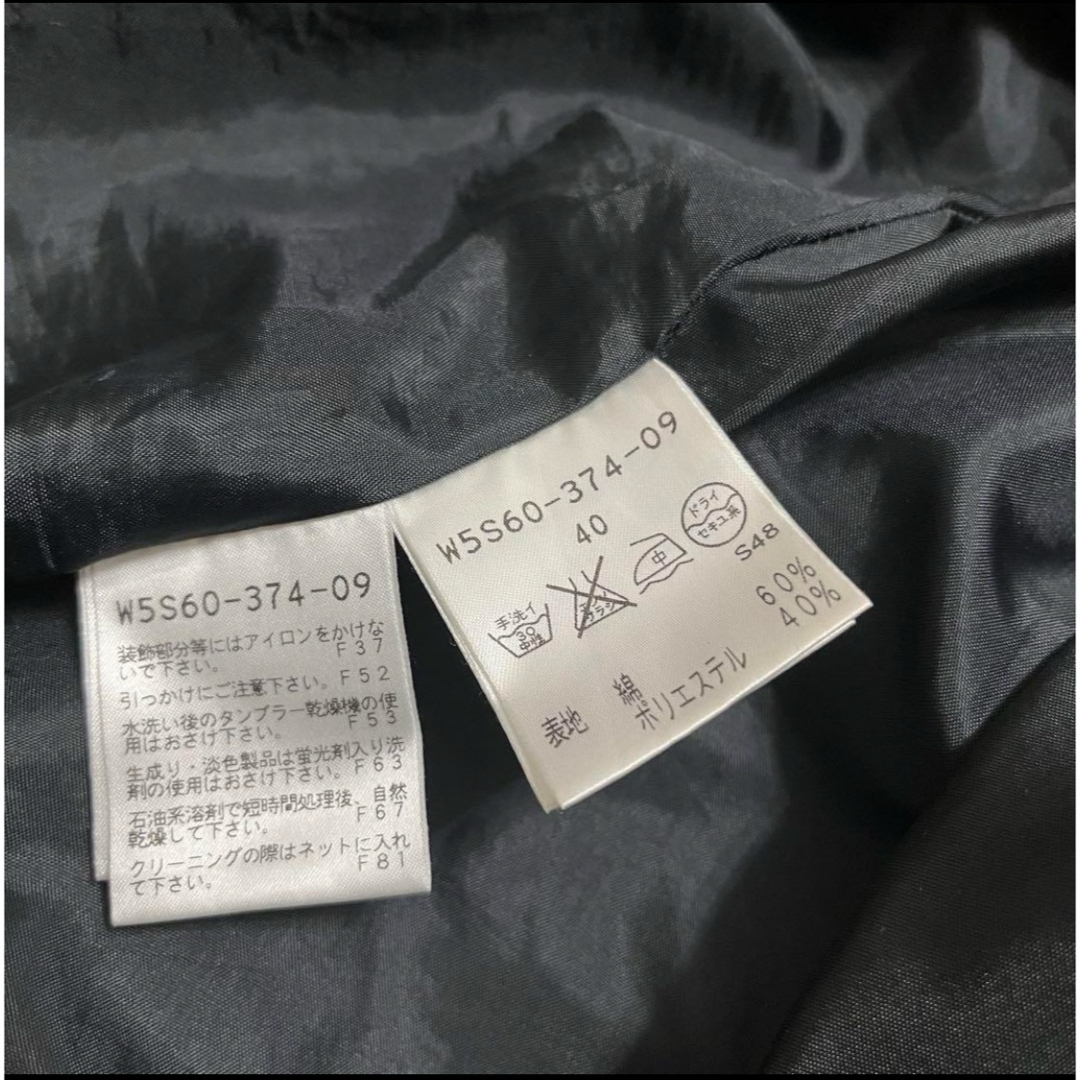 W5S60-374-09
装飾部分等にはアイロンをかけな
いで下さい。 F37
引っかけにご注意下さい。F52
水洗い後のタンブラー乾燥機の使
用はおさけ下さい。 F53
生成り・淡色製品は蛍光剤入り洗
剤の使用はおさけ下さい。F63
石油系溶剤で短時間処理後、自然
乾燥して下さい。 F67
クリーニングの際はネットに入れ
て下さい。 F81
W5S60-374-09
40
手洗イ
30
中性
エンソ
サラシ
中
ドライ
セキユ系
S48
表地 綿 60%
ポリエステル 40%